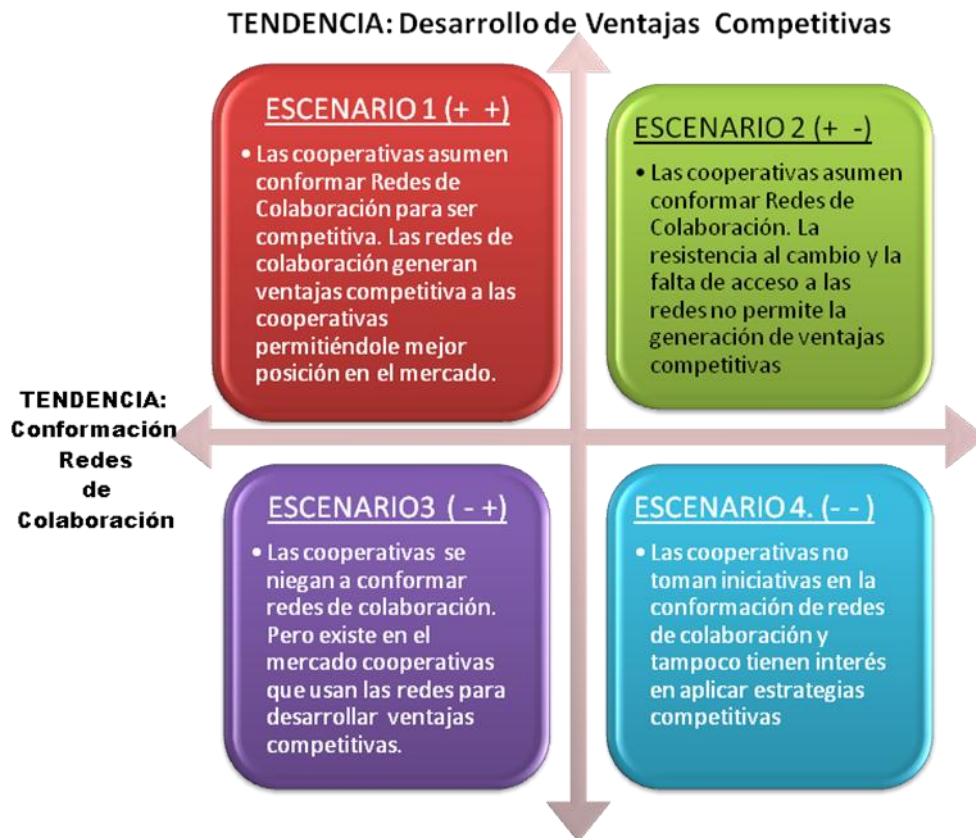 TENDENCIA: Desarrollo de Ventajas Competitivas
ESCENARIO 1 (+ +)
• Las cooperativas asumen
conformar Redes de
Colaboración para ser
competitiva. Las redes de
colaboración generan
ventajas competitiva a las
cooperativas
permitiéndole mejor
posición en el mercado.
ESCENARIO 2 (+ -)
• Las cooperativas asumen
conformar Redes de
Colaboración. La
resistencia al cambio y la
falta de acceso a las
redes no permite la
generación de ventajas
competitivas
TENDENCIA:
Conformación
Redes
de
Colaboración
ESCENARIO3 ( - +)
• Las cooperativas se
niegan a conformar
redes de colaboración.
Pero existe en el
mercado cooperativas
que usan las redes para
desarrollar ventajas
competitivas.
ESCENARIO 4. (- -)
• Las cooperativas no
toman iniciativas en la
conformación de redes
de colaboración y
tampoco tienen interés
en aplicar estrategias
competitivas